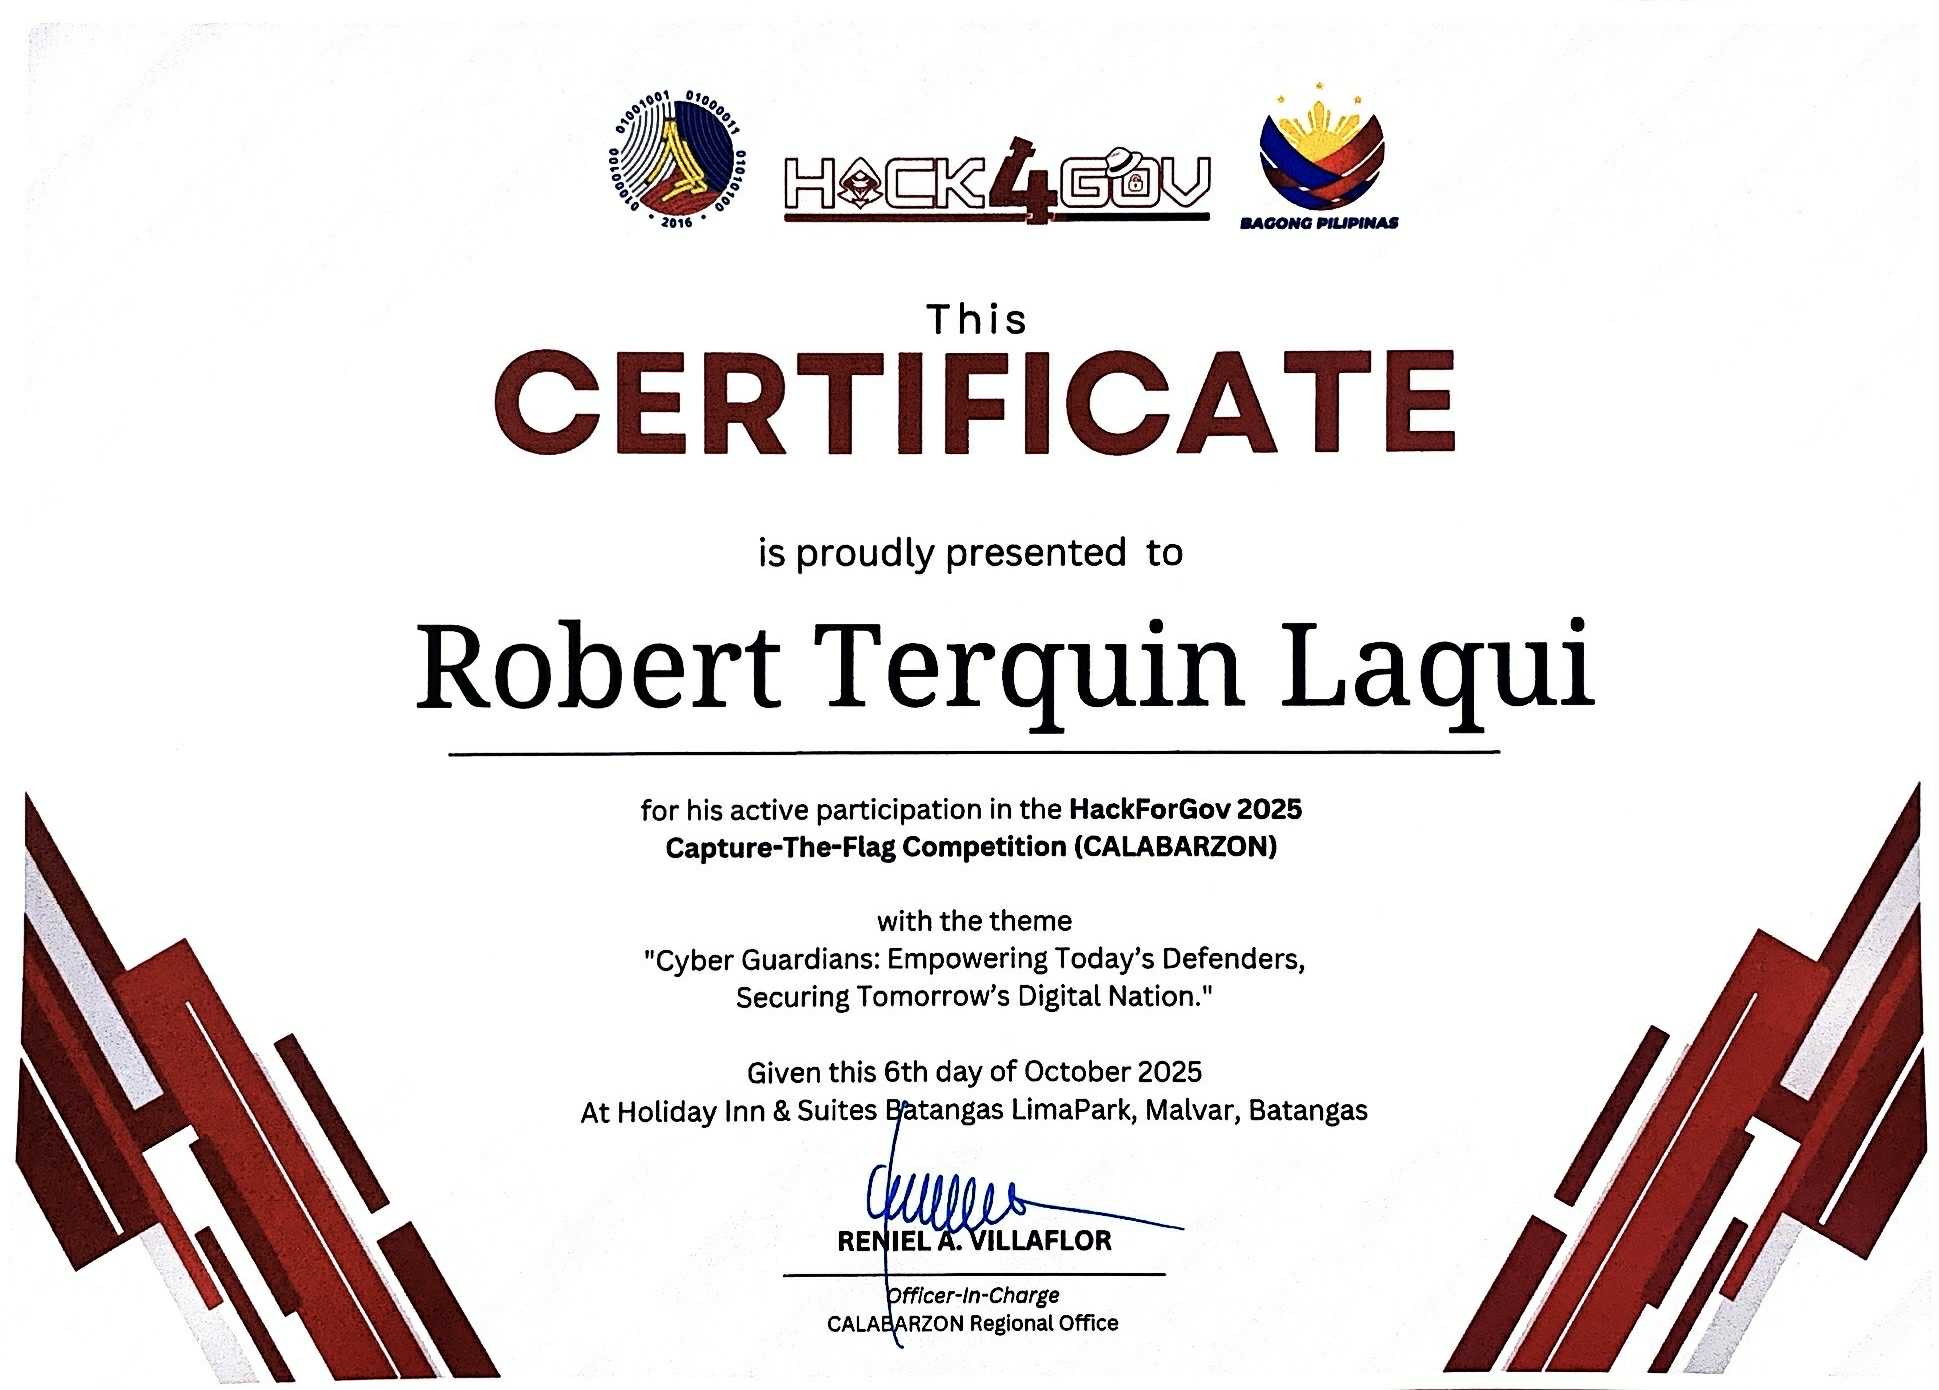 01001001 01000011 01010100 01000100
2016
HACK4GOV
BAGONG PILIPINAS
This
CERTIFICATE
is proudly presented to
Robert Terquin Laqui
for his active participation in the HackForGov 2025
Capture-The-Flag Competition (CALABARZON)
with the theme
"Cyber Guardians: Empowering Today’s Defenders,
Securing Tomorrow’s Digital Nation."
Given this 6th day of October 2025
At Holiday Inn & Suites Batangas LimaPark, Malvar, Batangas
RENIEL A. VILLAFLOR
Officer-In-Charge
CALABARZON Regional Office